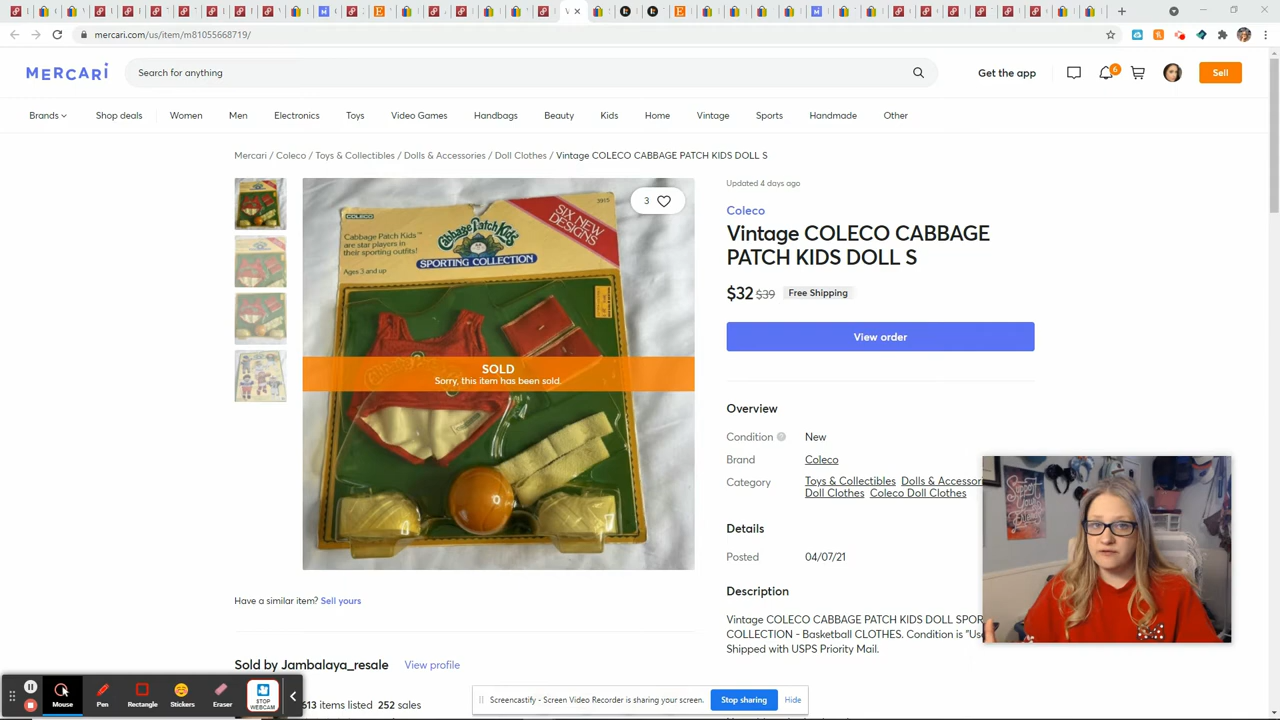 mercari.com/us/item/m81055668719/
MERCARI
Search for anything
Get the app
6
Sell
Brands
Shop deals
Women
Men
Electronics
Toys
Video Games
Handbags
Beauty
Kids
Home
Vintage
Sports
Handmade
Other
Mercari / Coleco / Toys & Collectibles / Dolls & Accessories / Doll Clothes / Vintage COLECO CABBAGE PATCH KIDS DOLL S
3
COLECO
3915
SIX NEW
DESIGNS
Cabbage Patch Kids™
are star players in
their sporting outfits!
Ages 3 and up
Cabbage Patch Kids
SPORTING COLLECTION
SOLD
Sorry, this item has been sold.
Updated 4 days ago
Coleco
Vintage COLECO CABBAGE
PATCH KIDS DOLL S
$32 $39 Free Shipping
View order
Overview
Condition New
Brand Coleco
Category Toys & Collectibles Dolls & Accessor
Doll Clothes Coleco Doll Clothes
Details
Posted 04/07/21
Description
Vintage COLECO CABBAGE PATCH KIDS DOLL SPOR
COLLECTION - Basketball CLOTHES. Condition is "Us
Shipped with USPS Priority Mail.
Have a similar item? Sell yours
Sold by Jambalaya_resale View profile
613 items listed 252 sales
Mouse
Pen
Rectangle
Stickers
Eraser
STOP
WEBCAM
Screencastify - Screen Video Recorder is sharing your screen.
Stop sharing
Hide